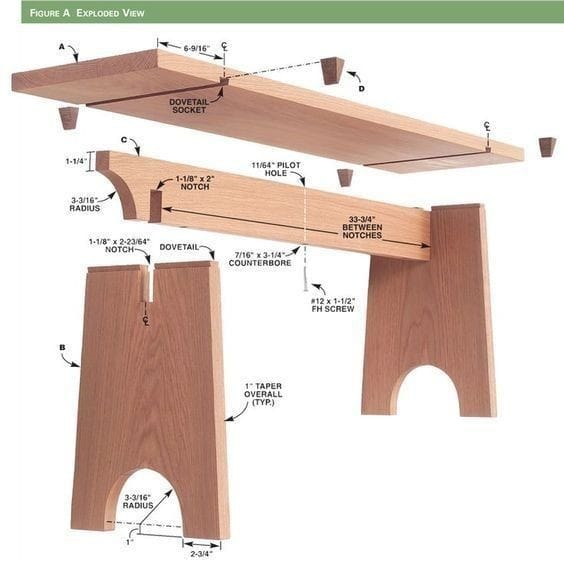 FIGURE A EXPLODED VIEW
A
6-9/16"
CL
D
DOVETAIL
SOCKET
CL
C
1-1/4"
11/64" PILOT
HOLE
1-1/8" x 2"
NOTCH
3-3/16"
RADIUS
33-3/4"
BETWEEN
NOTCHES
1-1/8" x 2-23/64"
NOTCH
DOVETAIL
7/16" x 3-1/4"
COUNTERBORE
#12 x 1-1/2"
FH SCREW
CL
B
1" TAPER
OVERALL
(TYP.)
3-3/16"
RADIUS
1"
2-3/4"